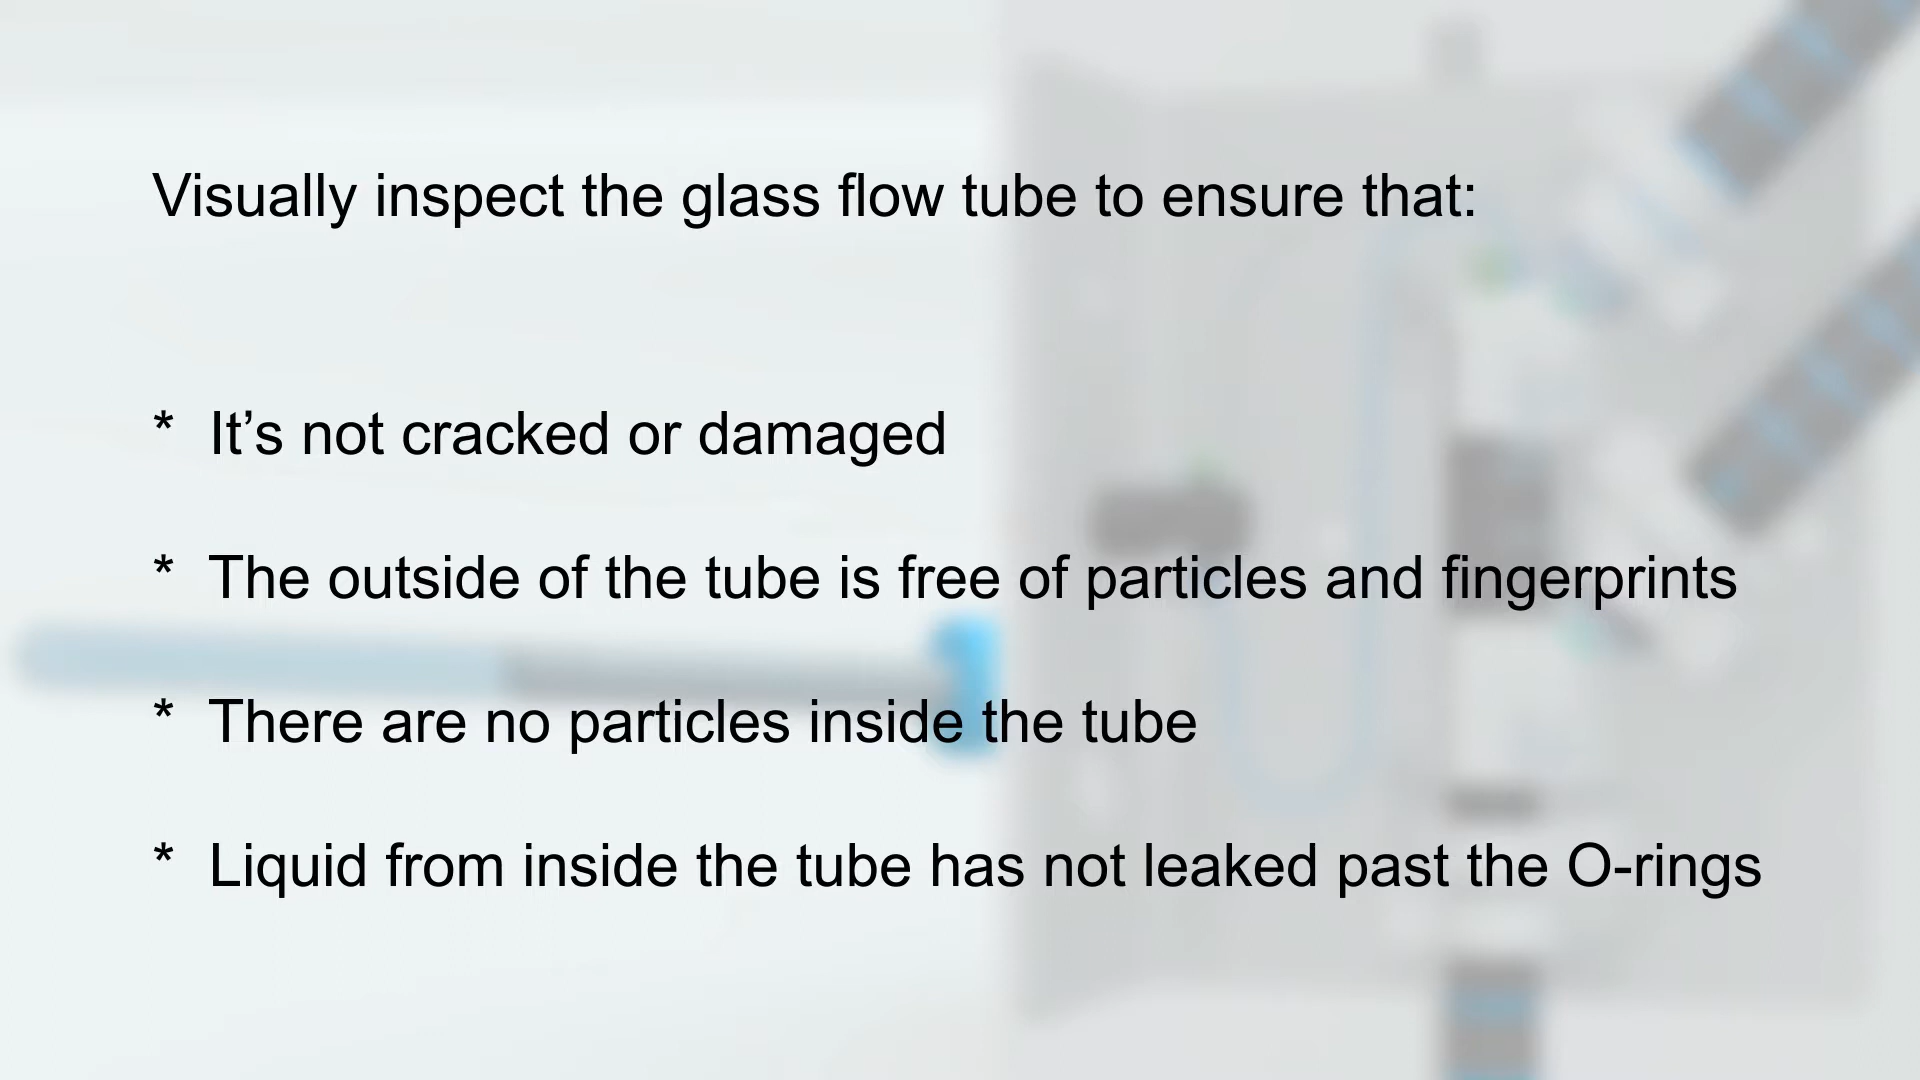 Visually inspect the glass flow tube to ensure that:
* It’s not cracked or damaged
* The outside of the tube is free of particles and fingerprints
* There are no particles inside the tube
* Liquid from inside the tube has not leaked past the O-rings